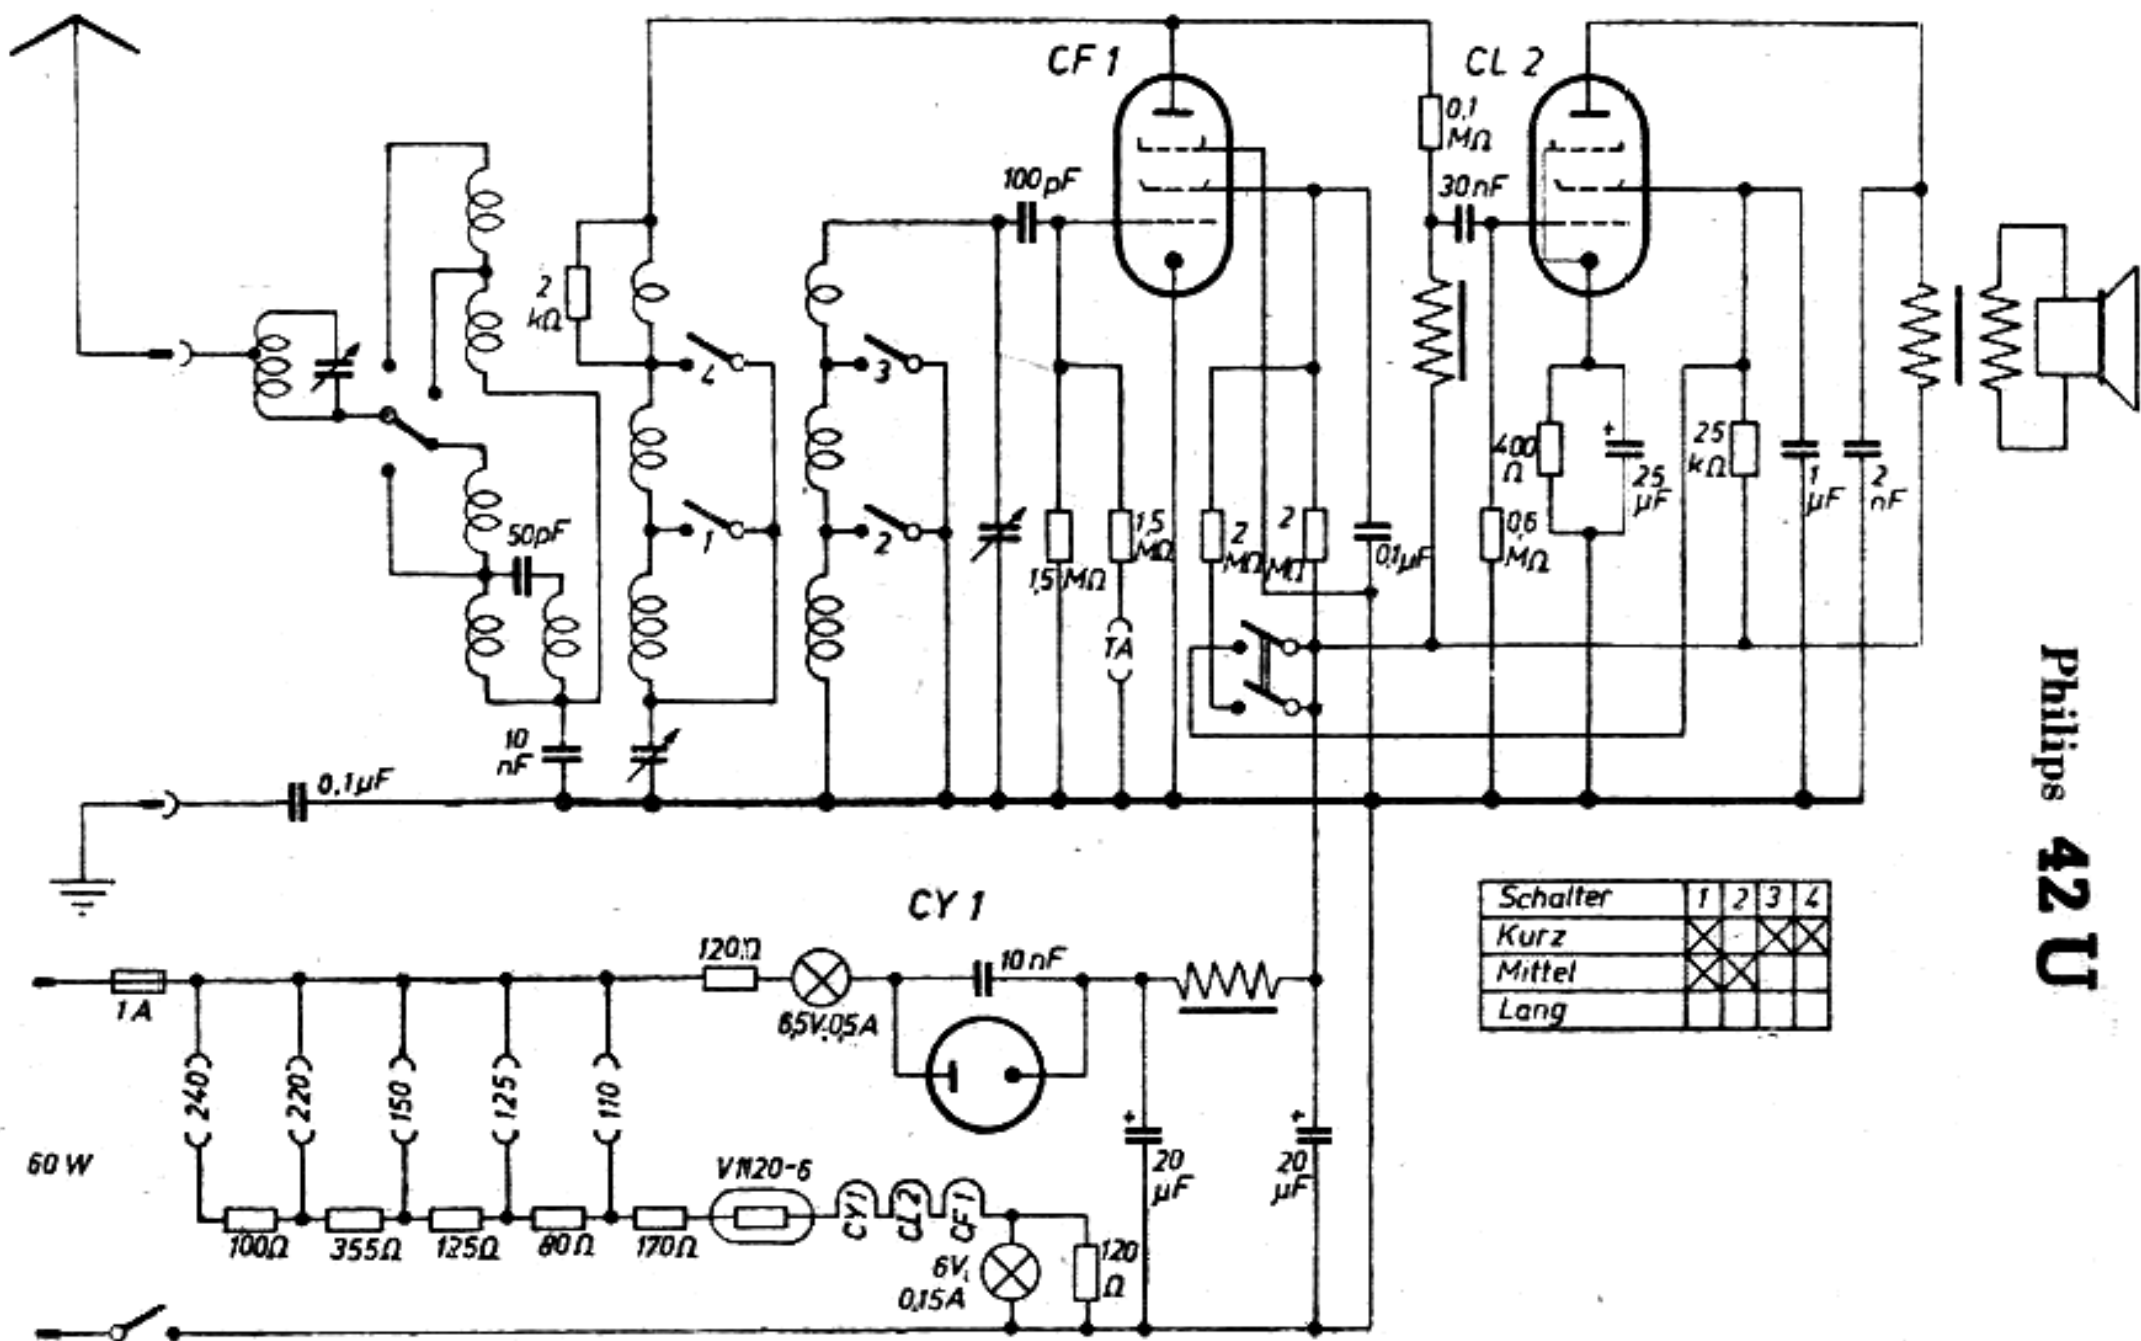 CF 1
CL 2
0,1
MΩ
100pF
30nF
2
kΩ
4
3
400
Ω
+
25
µF
25
kΩ
1
µF
2
nF
50pF
1
2
1,5
MΩ
1,5 MΩ
2
MΩ
2
MΩ
0,1µF
0,6
MΩ
TA
10
nF
0,1µF
Philips 42 U
CY 1
Schalter 1 2 3 4
Kurz
Mittel
Lang
120Ω
10nF
1A
6,5V.0,5A
240
220
150
125
110
+
20
µF
+
20
µF
60 W
VN20-6
CY1
CL2
CF1
100Ω
355Ω
125Ω
80Ω
170Ω
6V,
0,15A
120
Ω